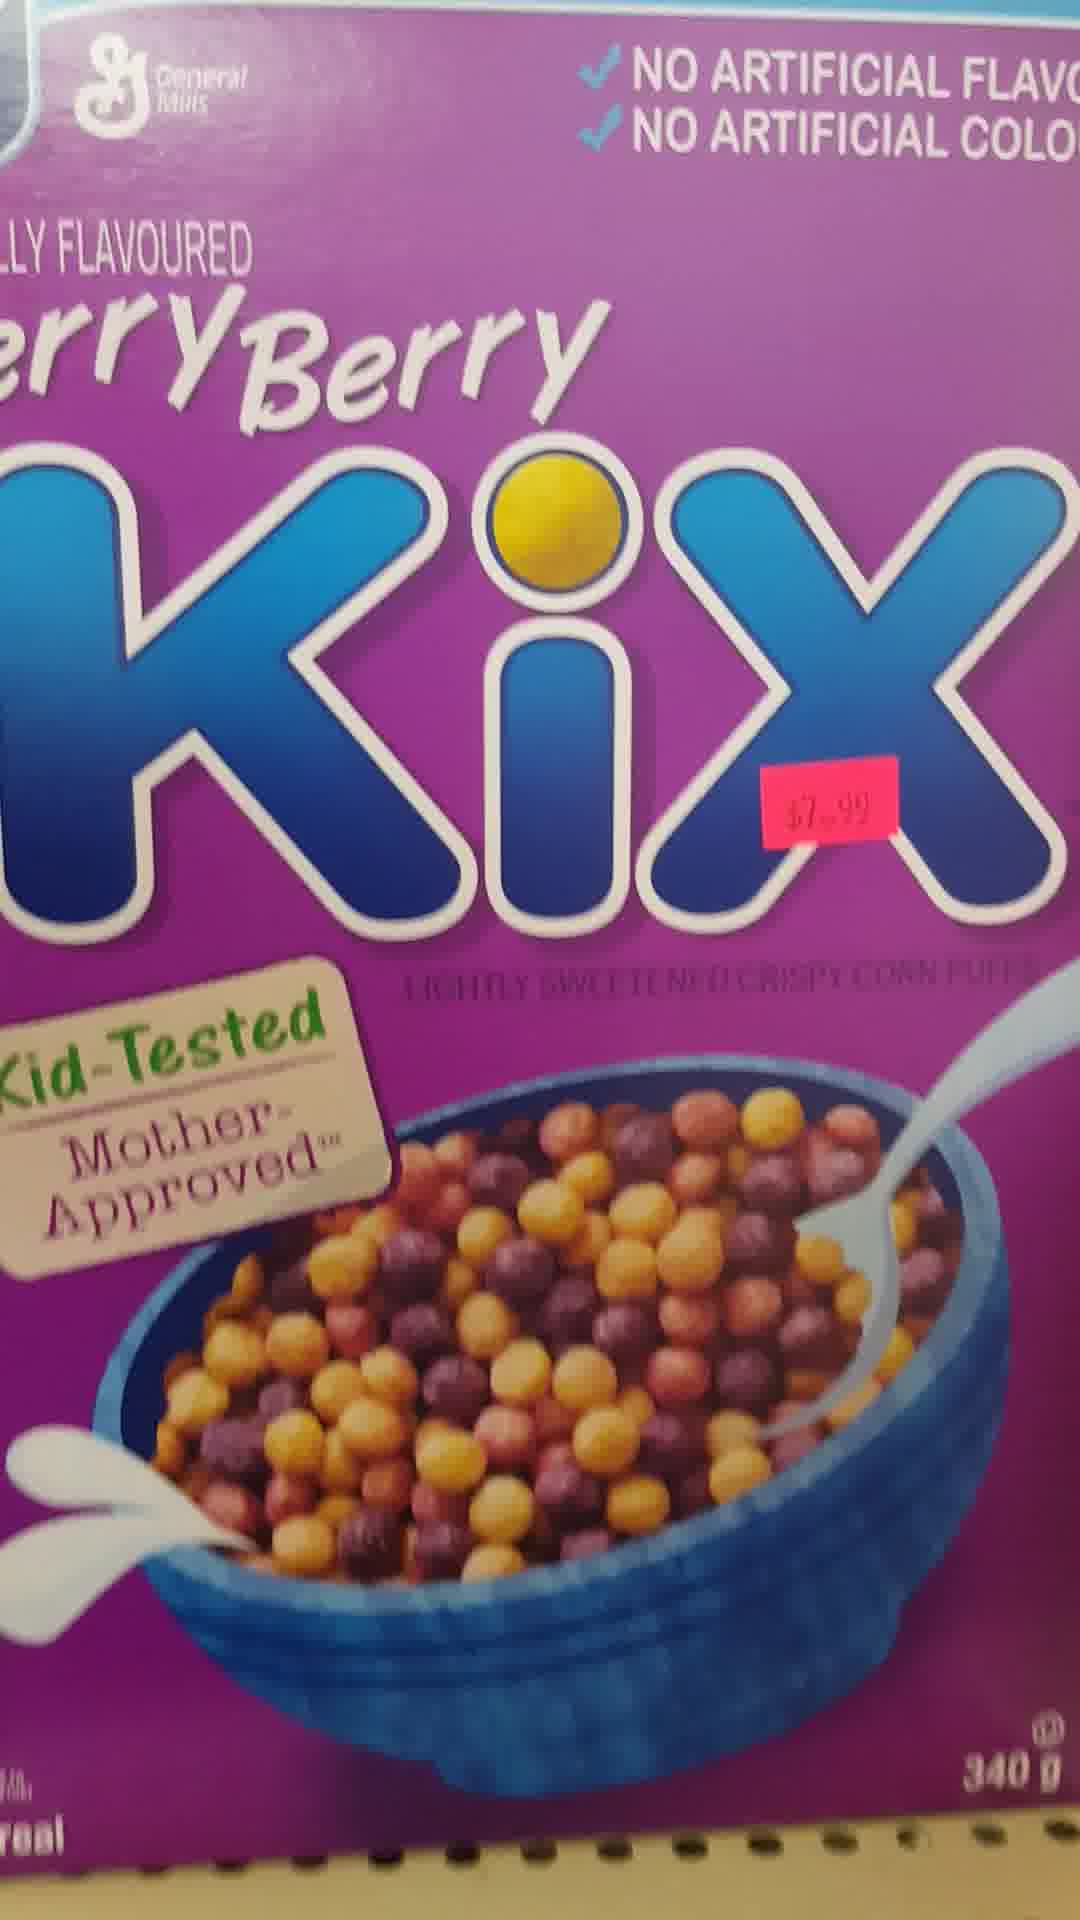 General
Mills
NO ARTIFICIAL FLAVO
NO ARTIFICIAL COLO
LLY FLAVOURED
erry Berry
Kix
$7.99
LIGHTLY SWEETENED CRISPY CORN PUFFS
Kid-Tested
Mother-
Approved™
340 g
real